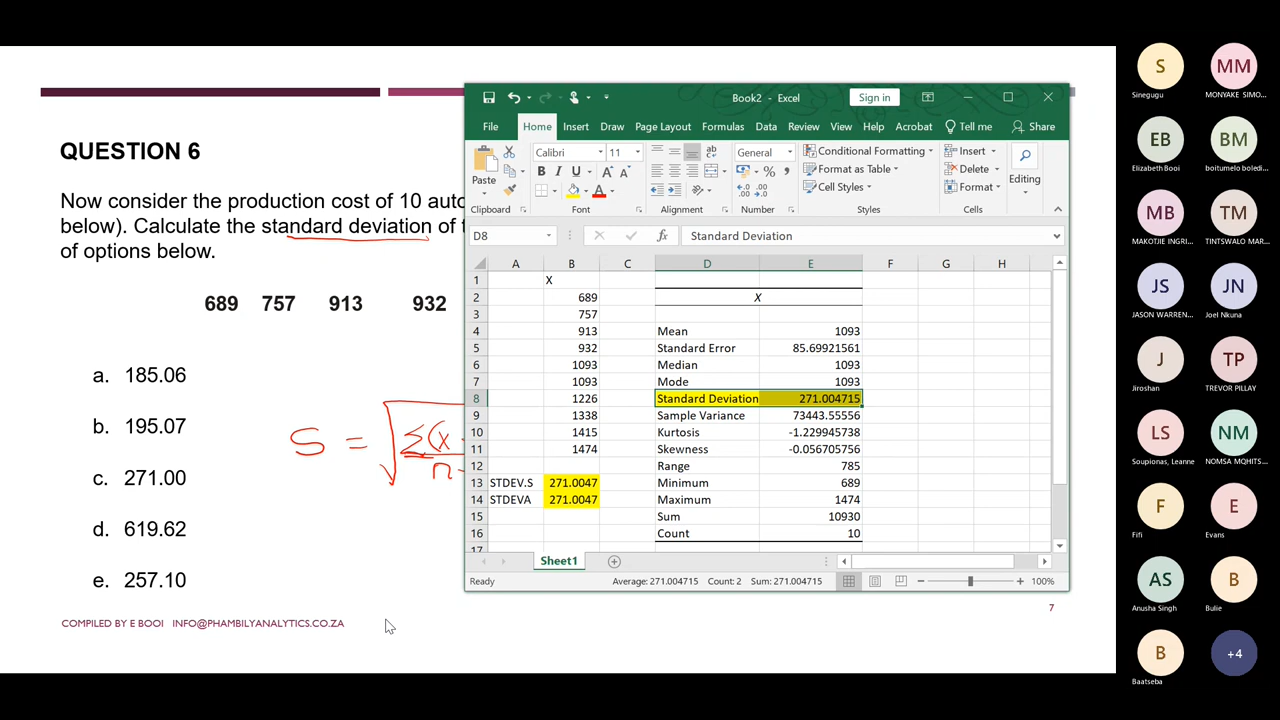 QUESTION 6
Now consider the production cost of 10 auto
below). Calculate the standard deviation of t
of options below.
689 757 913 932
a. 185.06
b. 195.07
c. 271.00
d. 619.62
e. 257.10
S = √ Σ(x
n-
COMPILED BY E BOOI INFO@PHAMBILYANALYTICS.CO.ZA
7
Book2 - Excel
Sign in
File Home Insert Draw Page Layout Formulas Data Review View Help Acrobat Tell me Share
Paste
Calibri 11
B I U
General
Conditional Formatting
Format as Table
Cell Styles
Insert
Delete
Format
Editing
Clipboard Font Alignment Number Styles Cells
D8 fx Standard Deviation
A B C D E F G H
1 X
2 689 X
3 757
4 913 Mean 1093
5 932 Standard Error 85.69921561
6 1093 Median 1093
7 1093 Mode 1093
8 1226 Standard Deviation 271.004715
9 1338 Sample Variance 73443.55556
10 1415 Kurtosis -1.229945738
11 1474 Skewness -0.056705756
12 Range 785
13 STDEV.S 271.0047 Minimum 689
14 STDEVA 271.0047 Maximum 1474
15 Sum 10930
16 Count 10
17
Sheet1
Ready Average: 271.004715 Count: 2 Sum: 271.004715 100%
S MM
Sinegugu MONYAKE SIMO...
EB BM
Elizabeth Booi boitumelo boledi...
MB TM
MAKOTJIE INGRI... TINTSWALO MAR...
JS JN
JASON WARREN... Joel Nkuna
J TP
Jiroshan TREVOR PILLAY
LS NM
Soupionas, Leanne NOMSA MQHITS...
F E
Fifi Evans
AS B
Anusha Singh Bulie
B +4
Baatseba